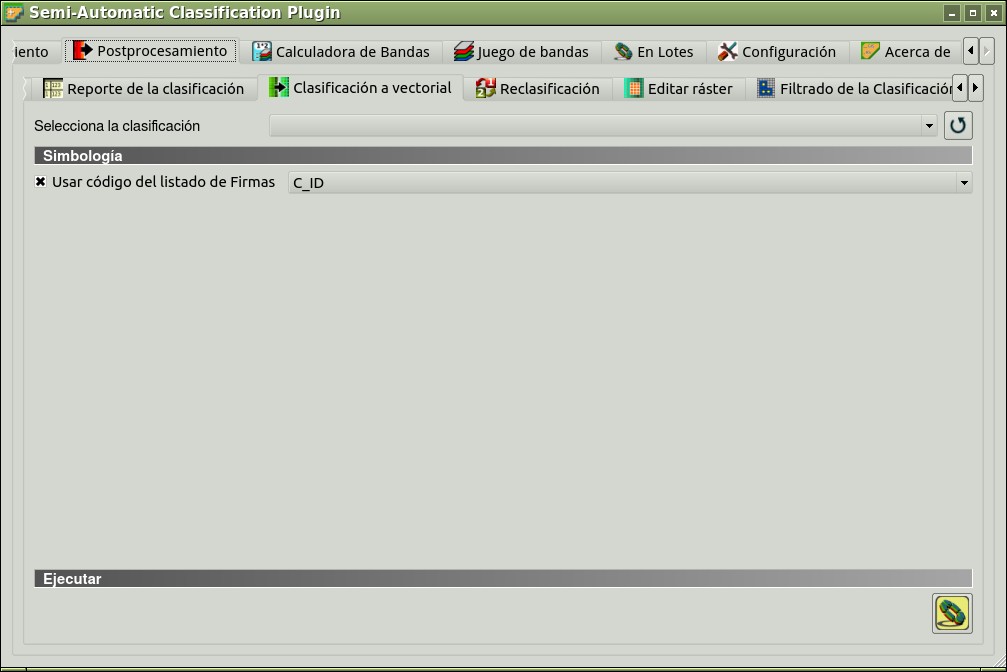 Semi-Automatic Classification Plugin
iento Postprocesamiento Calculadora de Bandas Juego de bandas En Lotes Configuración Acerca de
Reporte de la clasificación Clasificación a vectorial Reclasificación Editar ráster Filtrado de la Clasificación
Selecciona la clasificación
Simbología
Usar código del listado de Firmas C_ID
Ejecutar